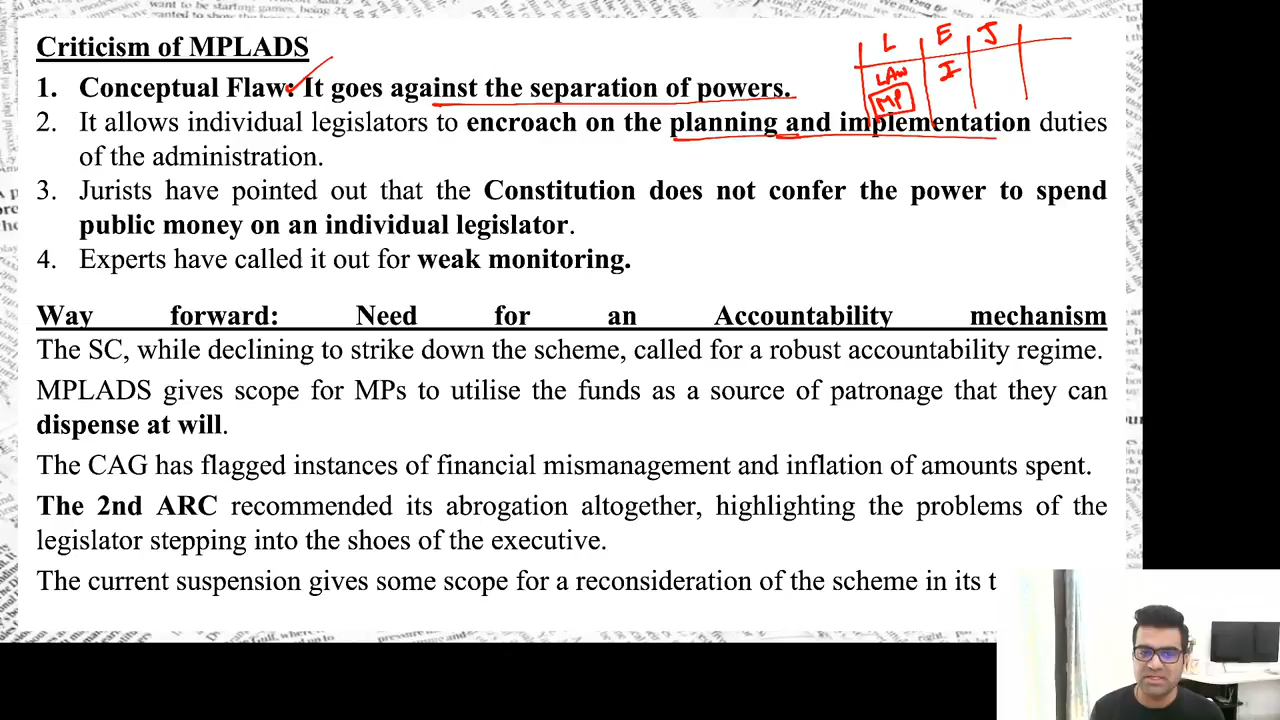 Criticism of MPLADS
L E J
LAW I
MP
1. Conceptual Flaw: It goes against the separation of powers.
2. It allows individual legislators to encroach on the planning and implementation duties
of the administration.
3. Jurists have pointed out that the Constitution does not confer the power to spend
public money on an individual legislator.
4. Experts have called it out for weak monitoring.
Way forward: Need for an Accountability mechanism
The SC, while declining to strike down the scheme, called for a robust accountability regime.
MPLADS gives scope for MPs to utilise the funds as a source of patronage that they can
dispense at will.
The CAG has flagged instances of financial mismanagement and inflation of amounts spent.
The 2nd ARC recommended its abrogation altogether, highlighting the problems of the
legislator stepping into the shoes of the executive.
The current suspension gives some scope for a reconsideration of the scheme in its t